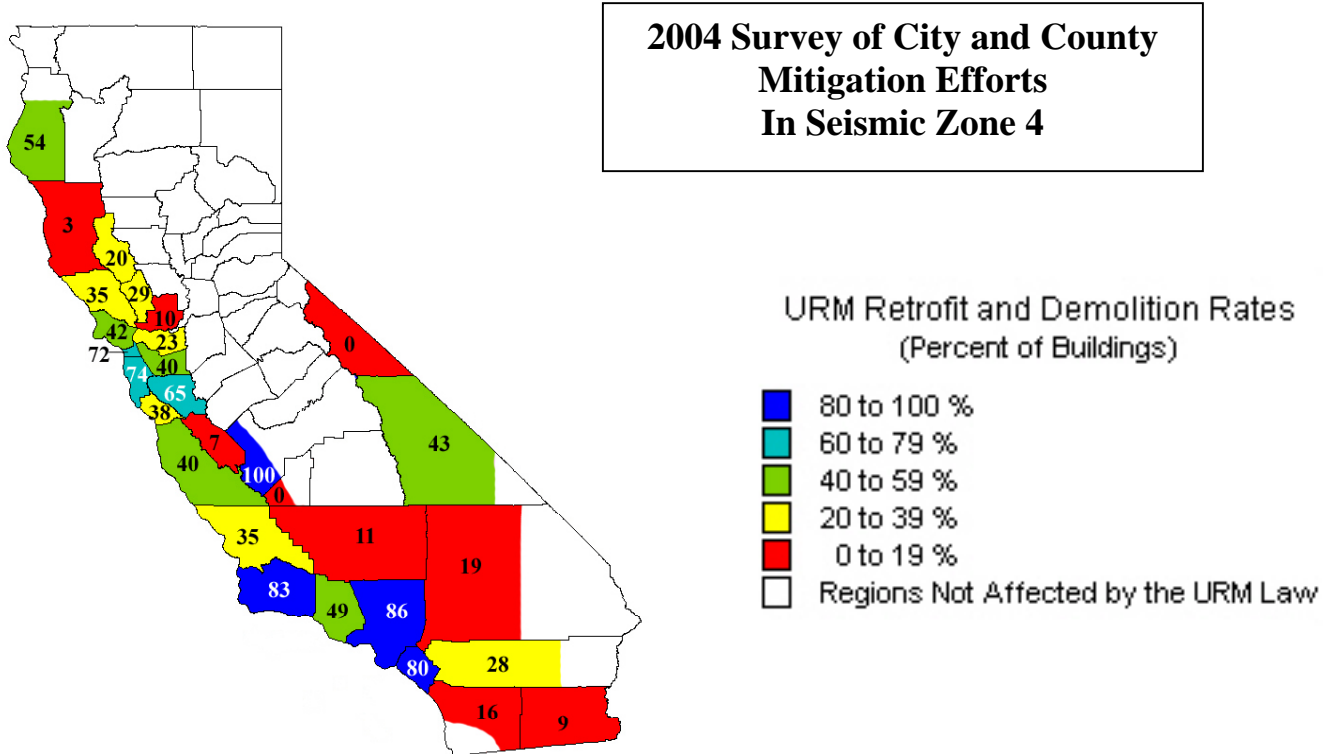 2004 Survey of City and County
Mitigation Efforts
In Seismic Zone 4
54
3
20
35
29
10
42
23
72
40
74
65
38
7
40
100
0
0
43
35
11
19
83
49
86
80
28
16
9
URM Retrofit and Demolition Rates
(Percent of Buildings)
80 to 100 %
60 to 79 %
40 to 59 %
20 to 39 %
0 to 19 %
Regions Not Affected by the URM Law